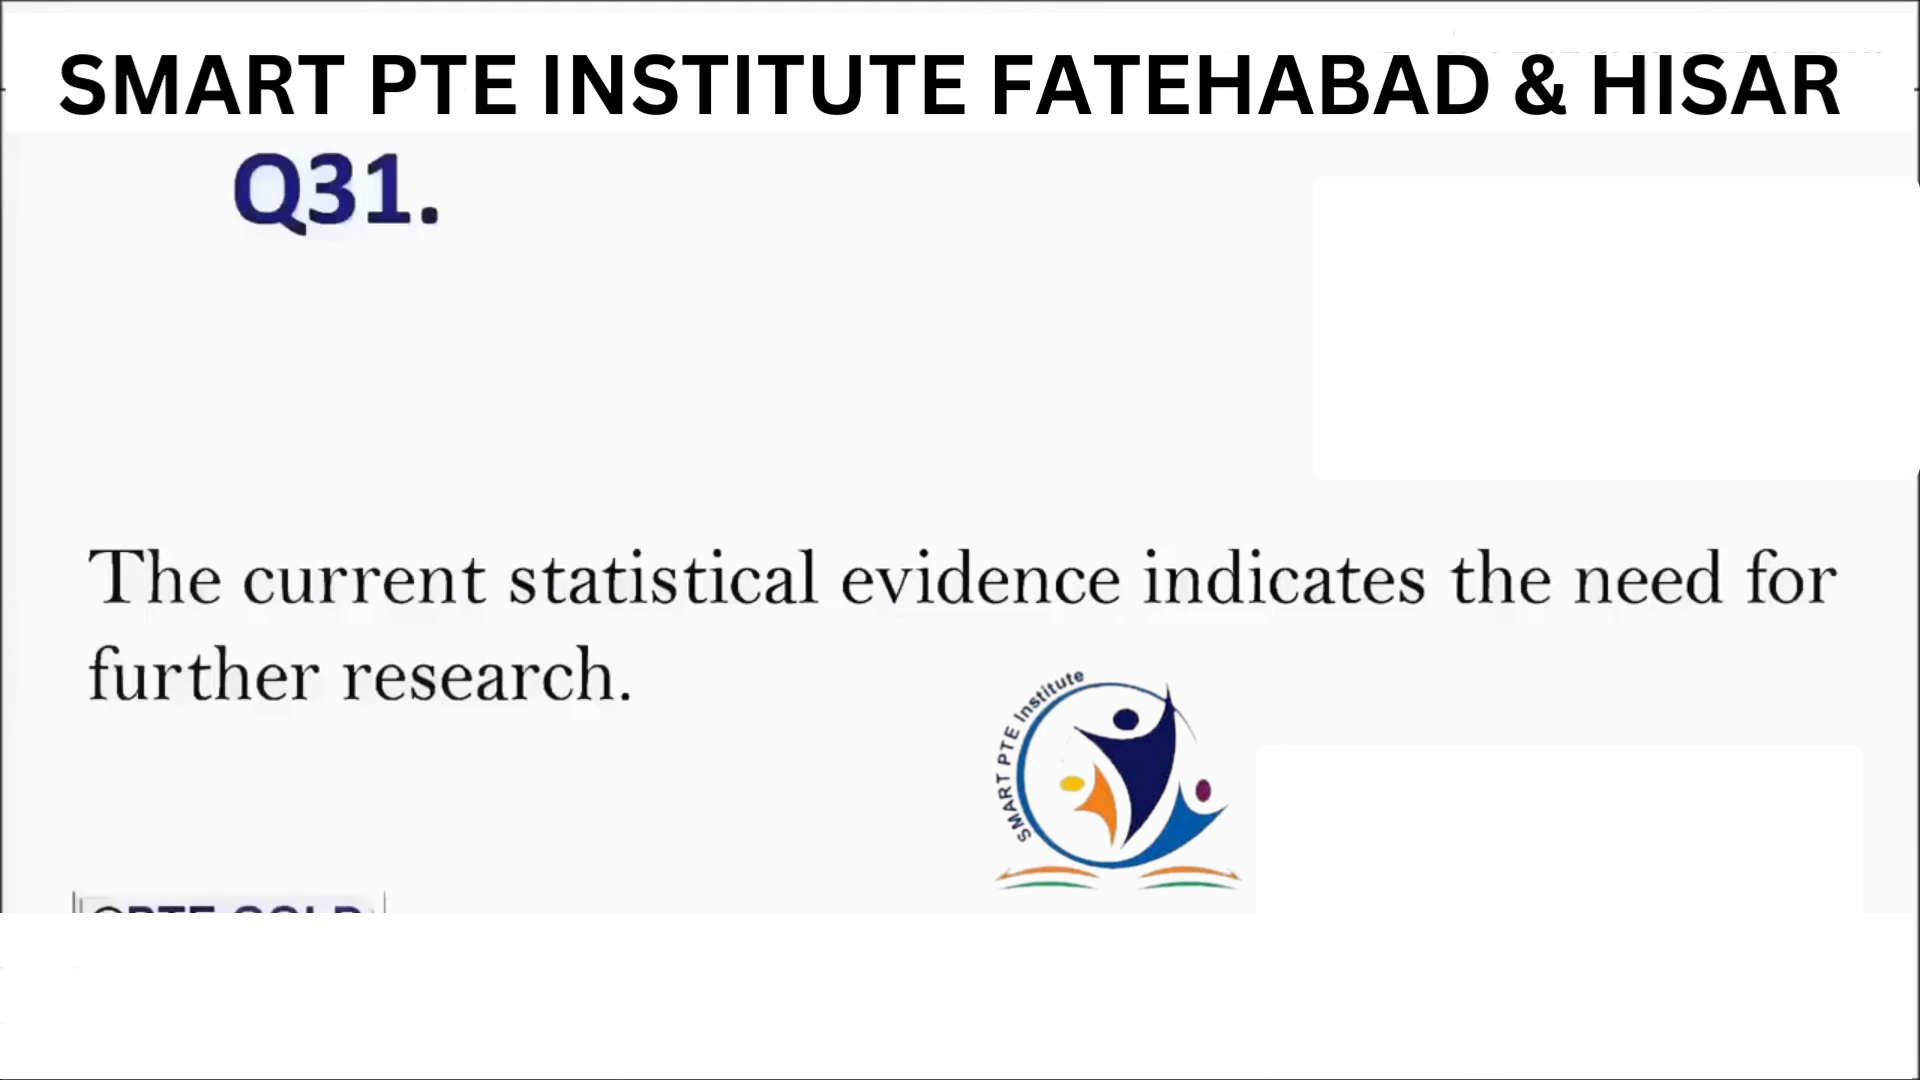 SMART PTE INSTITUTE FATEHABAD & HISAR
Q31.
The current statistical evidence indicates the need for
further research.
SMART PTE Institute